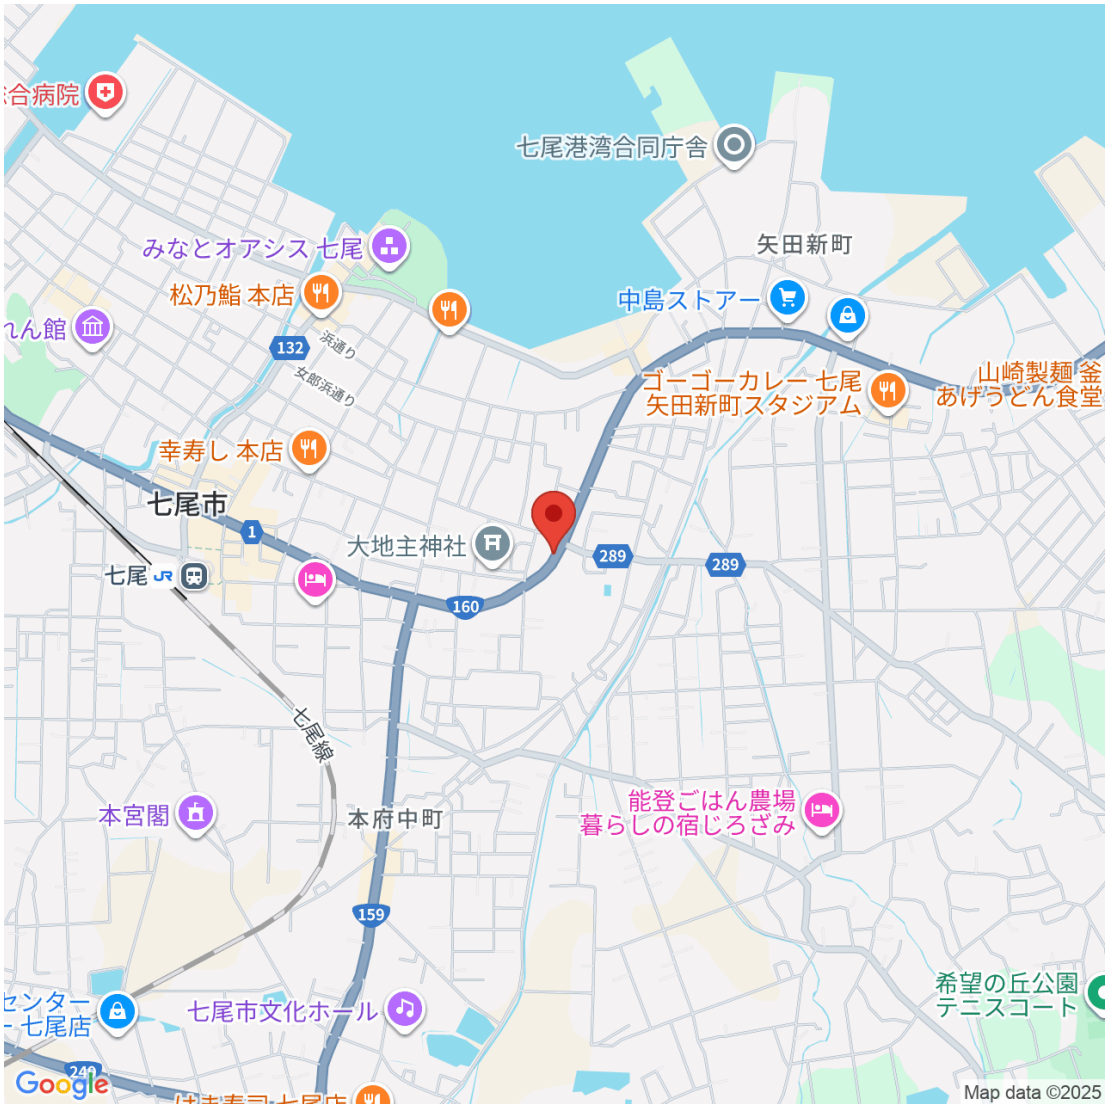 合病院
七尾港湾合同庁舎
矢田新町
みなとオアシス 七尾
松乃鮨 本店
中島ストアー
れん館
132
浜通り
女郎浜通り
ゴーゴーカレー 七尾
矢田新町スタジアム
山崎製麺 釜
あげうどん食堂
幸寿し 本店
七尾市
1
大地主神社
289
289
七尾
JR
160
七尾線
能登ごはん農場
暮らしの宿じろざみ
本宮閣
本府中町
159
希望の丘公園
テニスコート
センター
七尾店
七尾市文化ホール
249
はま寿司 七尾店
Google
Map data ©2025